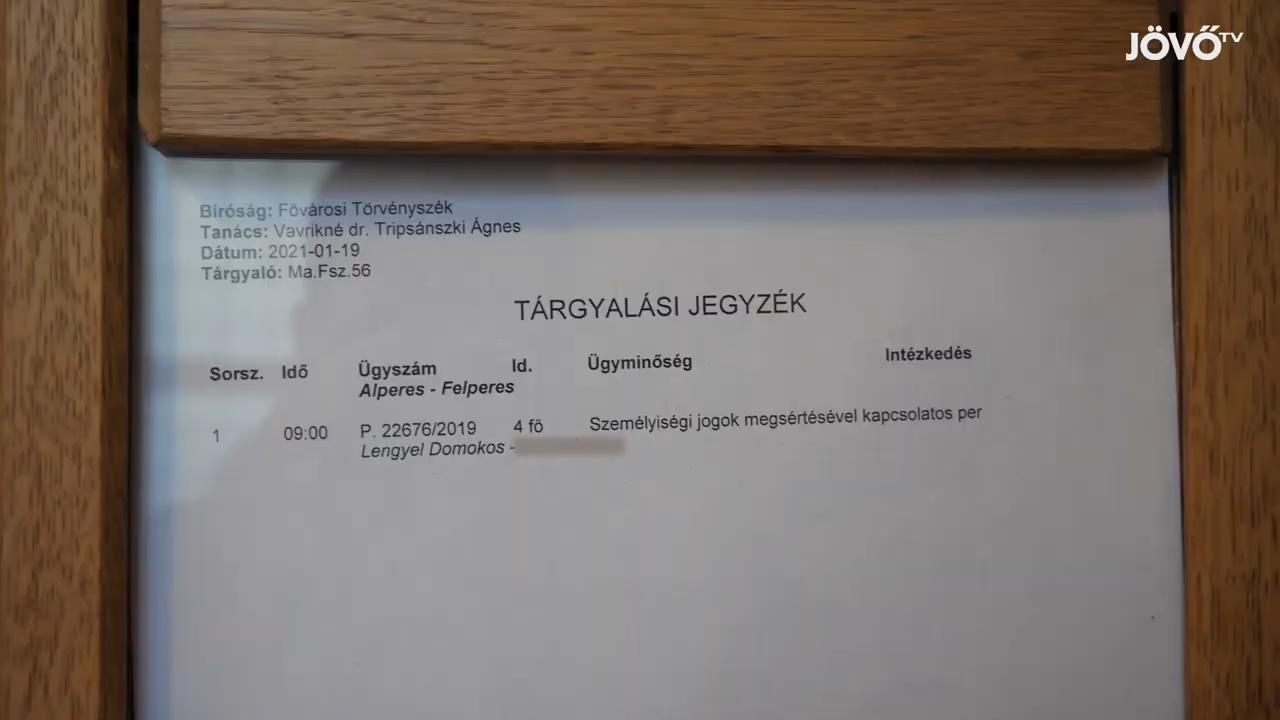 JÖVŐ TV
Bíróság: Fővárosi Törvényszék
Tanács: Vavrikné dr. Tripsánszki Ágnes
Dátum: 2021-01-19
Tárgyaló: Ma.Fsz.56
TÁRGYALÁSI JEGYZÉK
Sorsz. Idő Ügyszám Id. Ügyminőség Intézkedés
Alperes - Felperes
1 09:00 P. 22676/2019 4 fő Személyiségi jogok megsértésével kapcsolatos per
Lengyel Domokos -